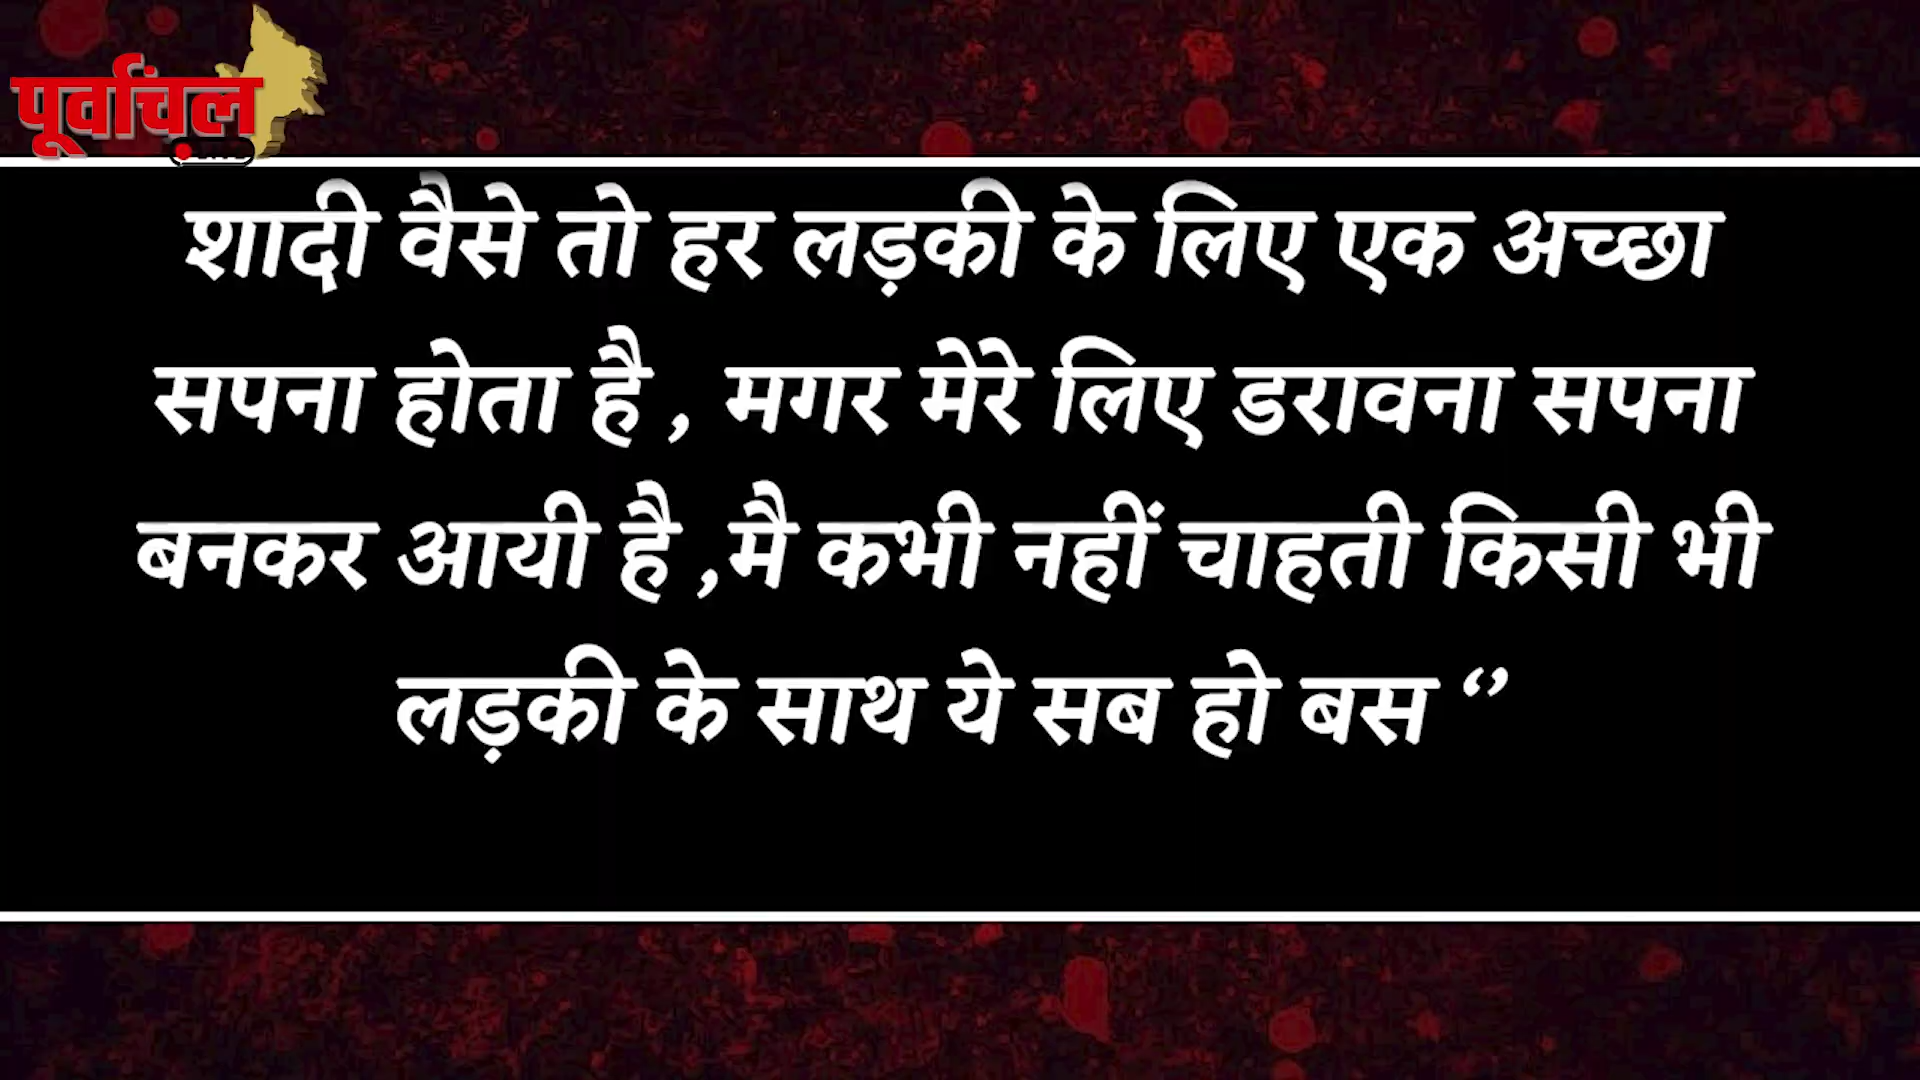 पूर्वांचल
शादी वैसे तो हर लड़की के लिए एक अच्छा
सपना होता है , मगर मेरे लिए डरावना सपना
बनकर आयी है ,मै कभी नहीं चाहती किसी भी
लड़की के साथ ये सब हो बस ‘’